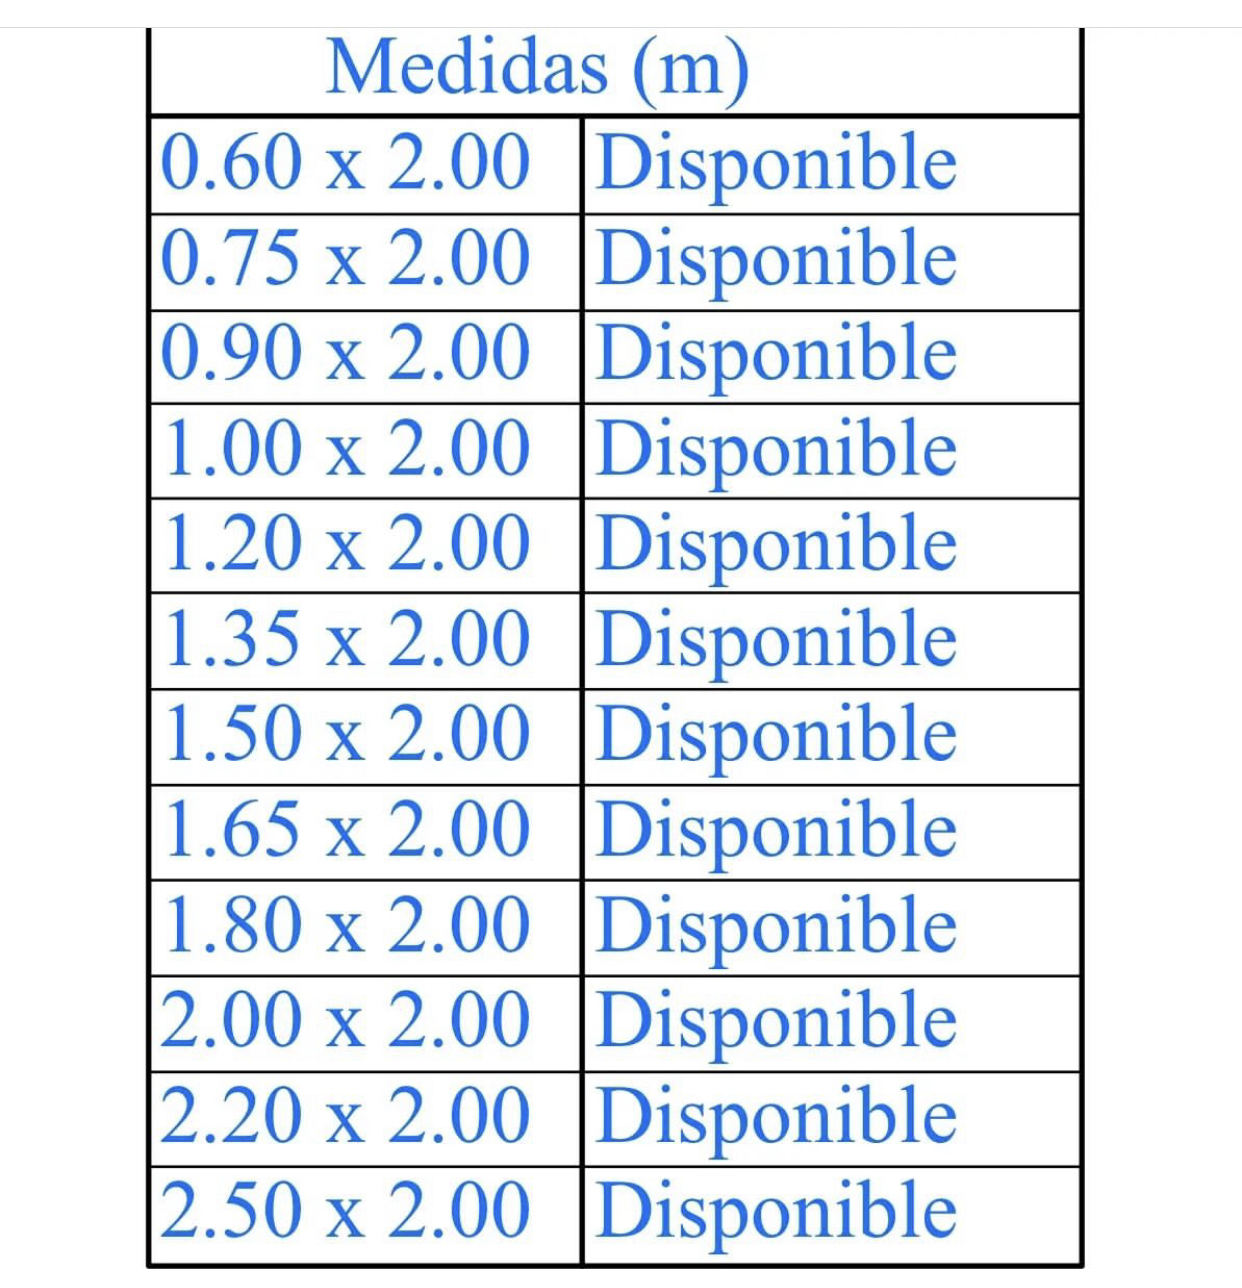 Medidas (m)
0.60 x 2.00 Disponible
0.75 x 2.00 Disponible
0.90 x 2.00 Disponible
1.00 x 2.00 Disponible
1.20 x 2.00 Disponible
1.35 x 2.00 Disponible
1.50 x 2.00 Disponible
1.65 x 2.00 Disponible
1.80 x 2.00 Disponible
2.00 x 2.00 Disponible
2.20 x 2.00 Disponible
2.50 x 2.00 Disponible